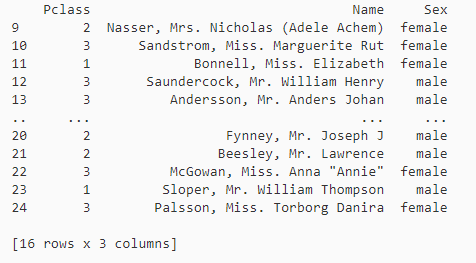 Pclass Name Sex
9 2 Nasser, Mrs. Nicholas (Adele Achem) female
10 3 Sandstrom, Miss. Marguerite Rut female
11 1 Bonnell, Miss. Elizabeth female
12 3 Saundercock, Mr. William Henry male
13 3 Andersson, Mr. Anders Johan male
.. ... ... ...
20 2 Fynney, Mr. Joseph J male
21 2 Beesley, Mr. Lawrence male
22 3 McGowan, Miss. Anna "Annie" female
23 1 Sloper, Mr. William Thompson male
24 3 Palsson, Miss. Torborg Danira female
[16 rows x 3 columns]